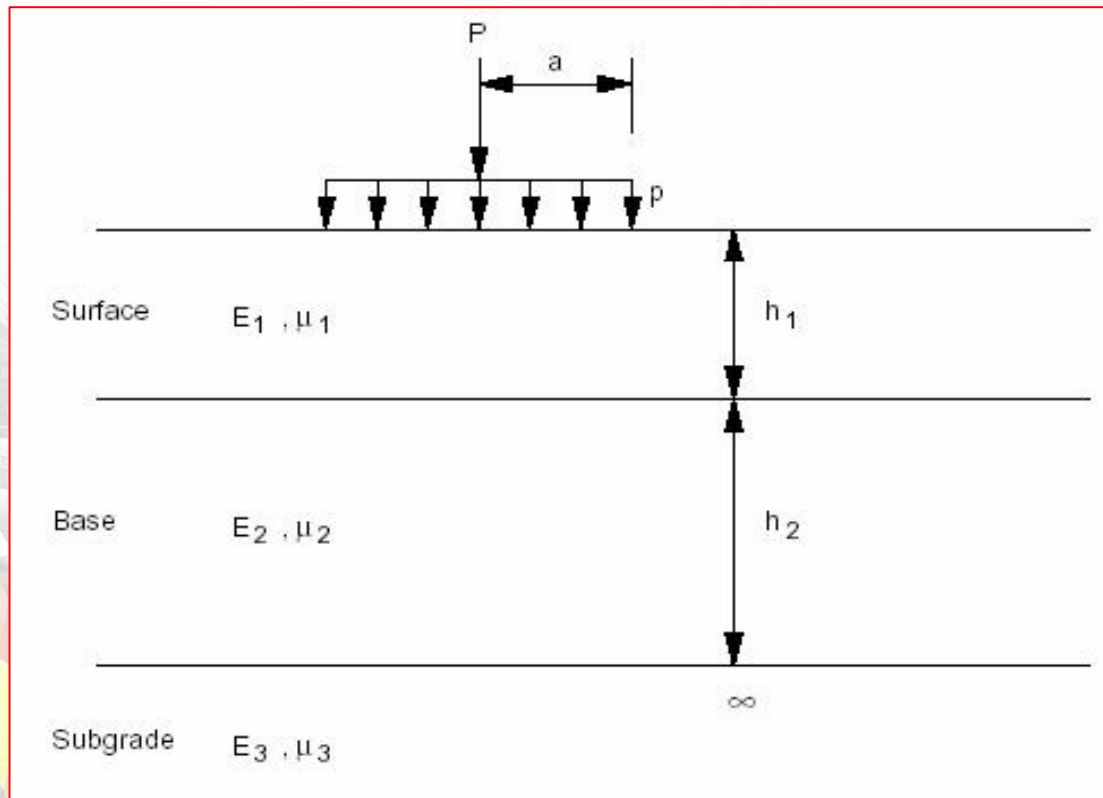 P
a
p
Surface E₁ , μ₁ h₁
Base E₂ , μ₂ h₂
∞
Subgrade E₃ , μ₃